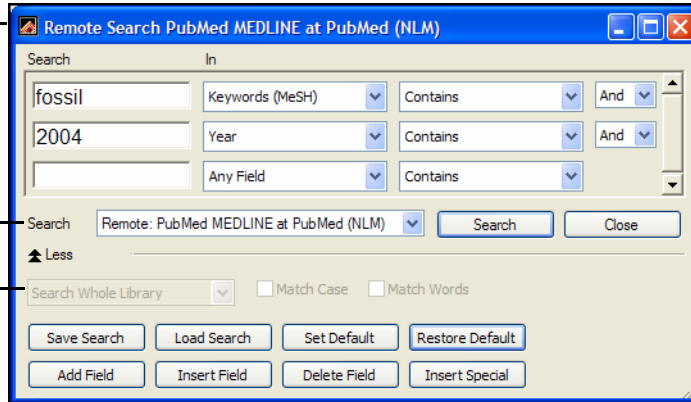 Remote Search PubMed MEDLINE at PubMed (NLM)
Search In
fossil Keywords (MeSH) Contains And
2004 Year Contains And
Any Field Contains
Search Remote: PubMed MEDLINE at PubMed (NLM) Search Close
Less
Search Whole Library Match Case Match Words
Save Search Load Search Set Default Restore Default
Add Field Insert Field Delete Field Insert Special